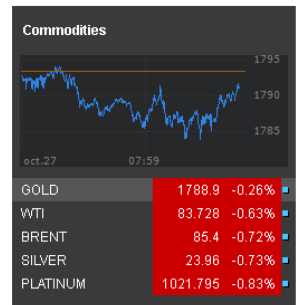 Commodities
1795
1790
1785
oct.27 07:59
GOLD 1788.9 -0.26%
WTI 83.728 -0.63%
BRENT 85.4 -0.72%
SILVER 23.96 -0.73%
PLATINUM 1021.795 -0.83%